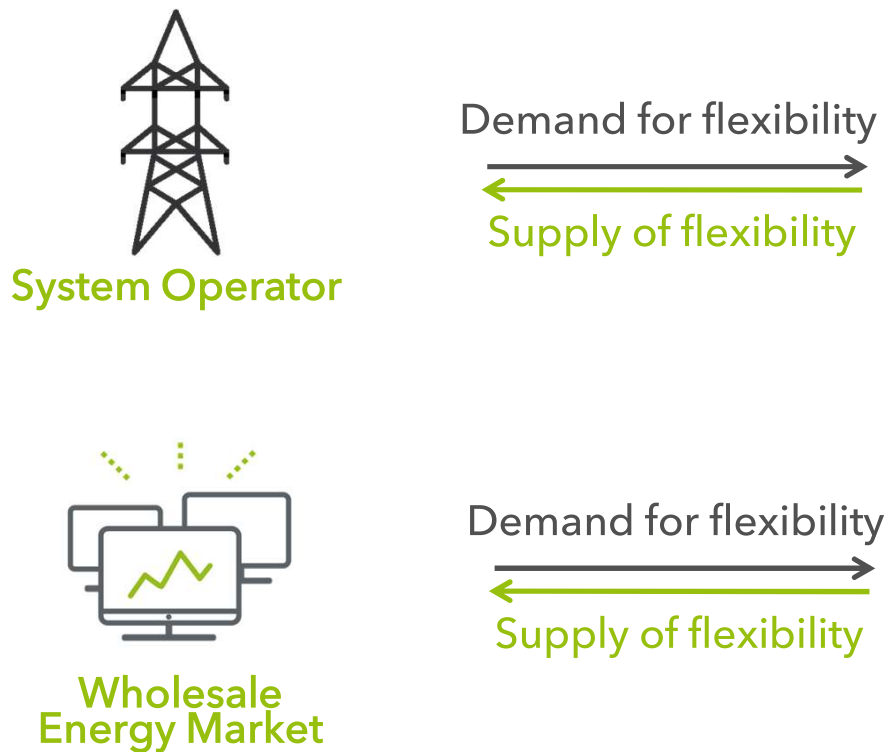 Demand for flexibility
Supply of flexibility
System Operator
Demand for flexibility
Supply of flexibility
Wholesale
Energy Market